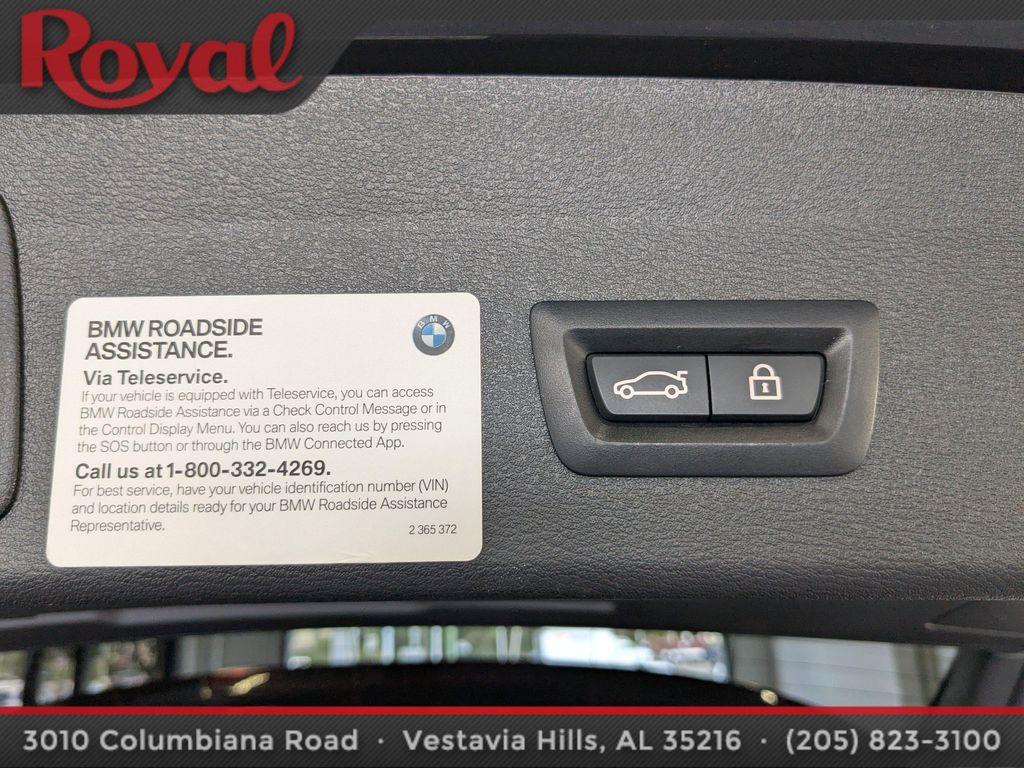 Royal
BMW ROADSIDE
ASSISTANCE.
BMW
Via Teleservice.
If your vehicle is equipped with Teleservice, you can access
BMW Roadside Assistance via a Check Control Message or in
the Control Display Menu. You can also reach us by pressing
the SOS button or through the BMW Connected App.
Call us at 1-800-332-4269.
For best service, have your vehicle identification number (VIN)
and location details ready for your BMW Roadside Assistance
Representative.
2 365 372
3010 Columbiana Road · Vestavia Hills, AL 35216 · (205) 823-3100